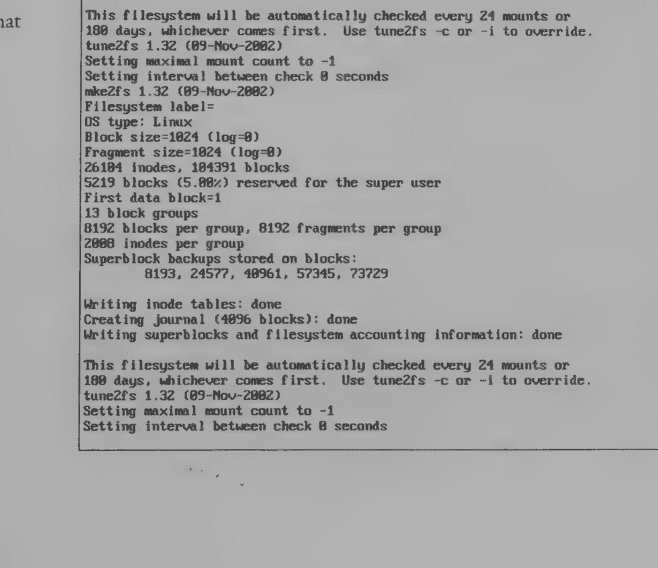 hat
This filesystem will be automatically checked every 24 mounts or
180 days, whichever comes first.  Use tune2fs -c or -i to override.
tune2fs 1.32 (09-Nov-2002)
Setting maximal mount count to -1
Setting interval between check 0 seconds
mke2fs 1.32 (09-Nov-2002)
Filesystem label=
OS type: Linux
Block size=1024 (log=0)
Fragment size=1024 (log=0)
26104 inodes, 104391 blocks
5219 blocks (5.00%) reserved for the super user
First data block=1
13 block groups
8192 blocks per group, 8192 fragments per group
2008 inodes per group
Superblock backups stored on blocks:
        8193, 24577, 40961, 57345, 73729
Writing inode tables: done
Creating journal (4096 blocks): done
Writing superblocks and filesystem accounting information: done
This filesystem will be automatically checked every 24 mounts or
180 days, whichever comes first.  Use tune2fs -c or -i to override.
tune2fs 1.32 (09-Nov-2002)
Setting maximal mount count to -1
Setting interval between check 0 seconds